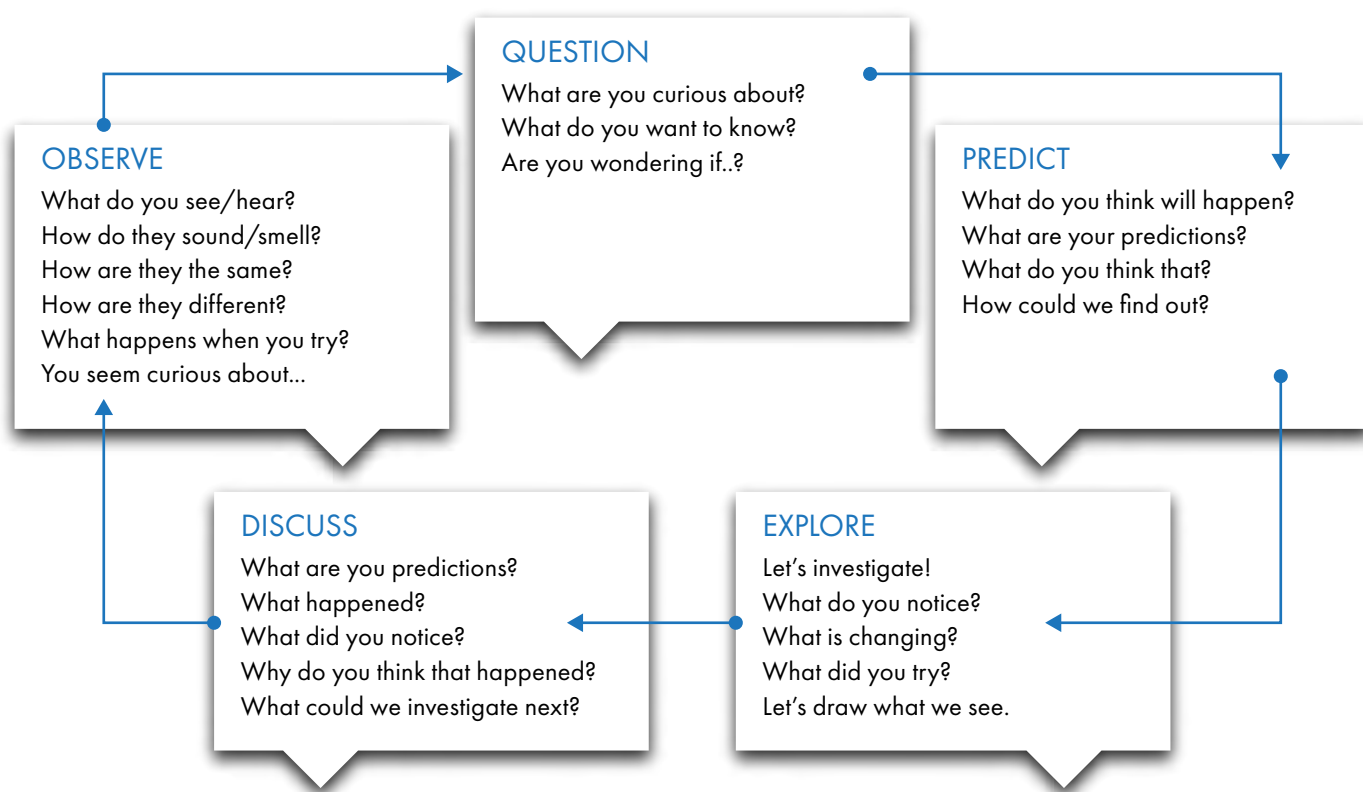 QUESTION
What are you curious about?
What do you want to know?
Are you wondering if..?
OBSERVE
What do you see/hear?
How do they sound/smell?
How are they the same?
How are they different?
What happens when you try?
You seem curious about...
PREDICT
What do you think will happen?
What are your predictions?
What do you think that?
How could we find out?
DISCUSS
What are you predictions?
What happened?
What did you notice?
Why do you think that happened?
What could we investigate next?
EXPLORE
Let's investigate!
What do you notice?
What is changing?
What did you try?
Let's draw what we see.